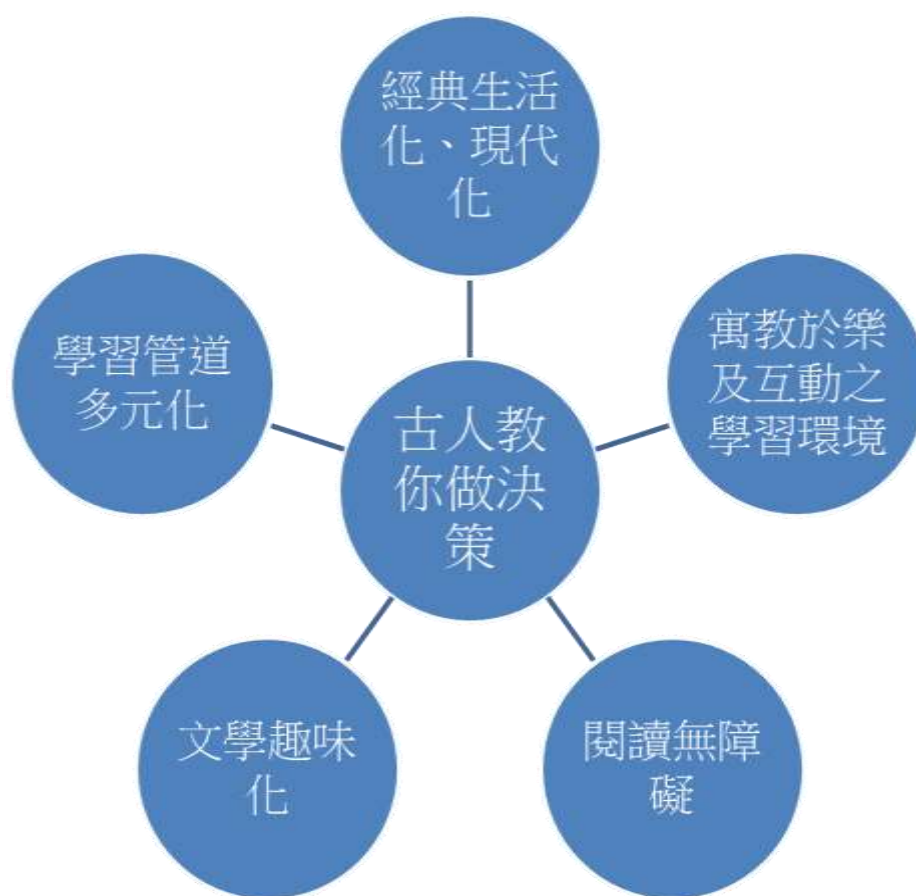 經典生活
化、現代
化
寓教於樂
及互動之
學習環境
學習管道
多元化
古人教
你做決
策
文學趣味
化
閱讀無障
礙